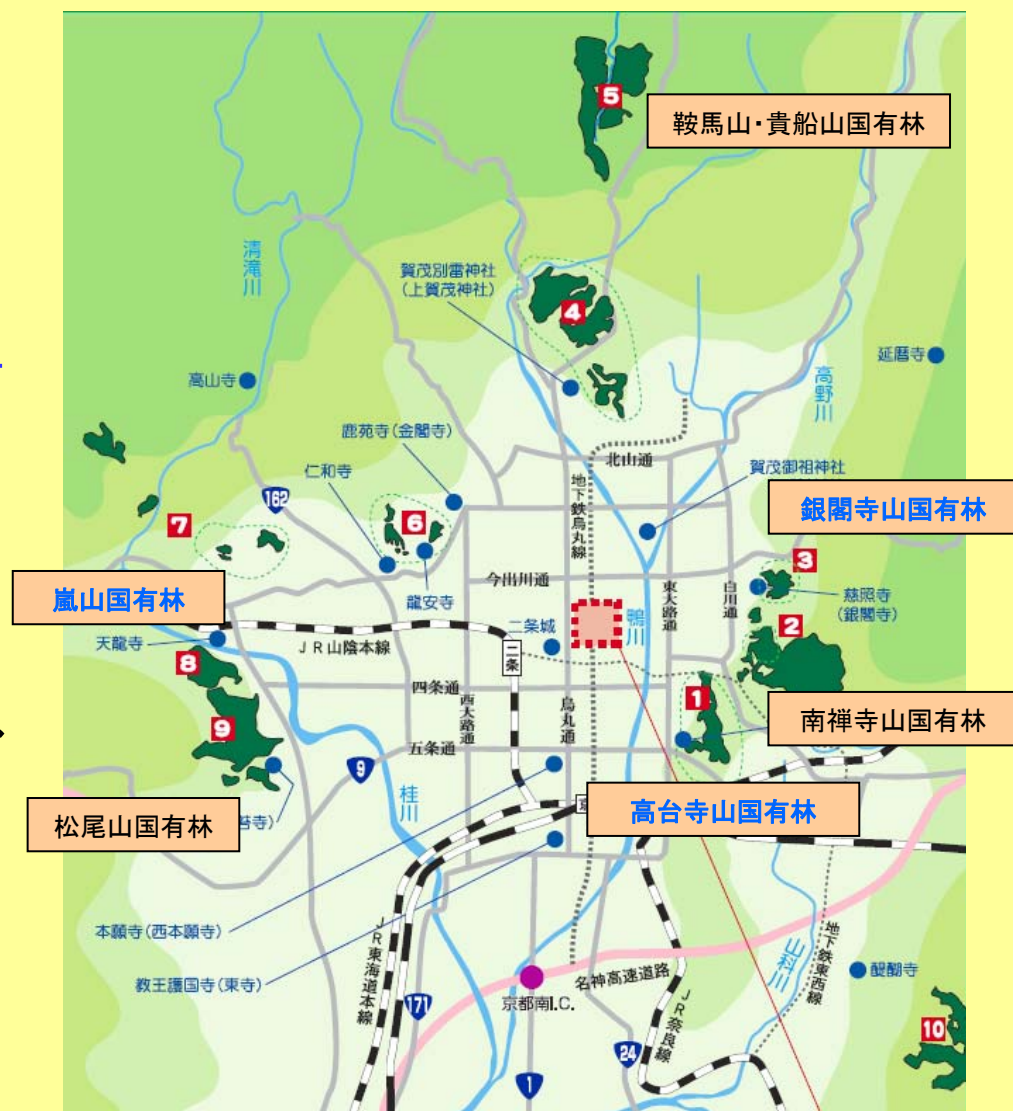 5
鞍馬山・貴船山国有林
清滝川
賀茂別雷神社
(上賀茂神社)
4
延暦寺
高野川
高山寺
鹿苑寺(金閣寺)
北山通
地下鉄烏丸線
賀茂御祖神社
仁和寺
162
6
7
銀閣寺山国有林
3
今出川通
東大路通
白川通
慈照寺
(銀閣寺)
龍安寺
嵐山国有林
二条城
鴨川
2
天龍寺
JR山陰本線
二条
8
四条通
西大路通
烏丸通
1
9
南禅寺山国有林
五条通
9
桂川
松尾山国有林
寺)
高台寺山国有林
本願寺(西本願寺)
JR東海道本線
教王護国寺(東寺)
名神高速道路
京都南I.C.
山科川
地下鉄東西線
醍醐寺
171
JR奈良線
10
24
1